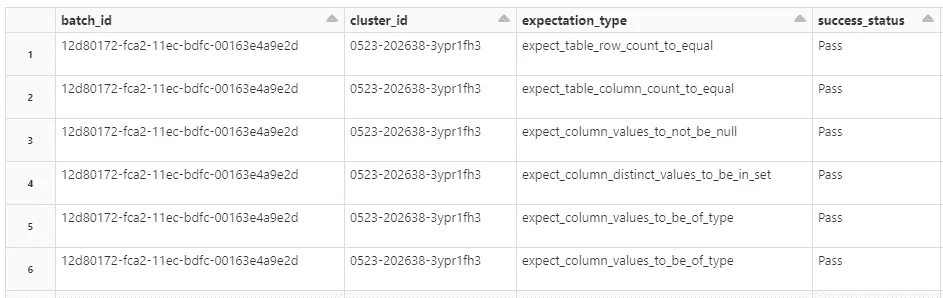 batch_id cluster_id expectation_type success_status
1 12d80172-fca2-11ec-bdfc-00163e4a9e2d 0523-202638-3ypr1fh3 expect_table_row_count_to_equal Pass
2 12d80172-fca2-11ec-bdfc-00163e4a9e2d 0523-202638-3ypr1fh3 expect_table_column_count_to_equal Pass
3 12d80172-fca2-11ec-bdfc-00163e4a9e2d 0523-202638-3ypr1fh3 expect_column_values_to_not_be_null Pass
4 12d80172-fca2-11ec-bdfc-00163e4a9e2d 0523-202638-3ypr1fh3 expect_column_distinct_values_to_be_in_set Pass
5 12d80172-fca2-11ec-bdfc-00163e4a9e2d 0523-202638-3ypr1fh3 expect_column_values_to_be_of_type Pass
6 12d80172-fca2-11ec-bdfc-00163e4a9e2d 0523-202638-3ypr1fh3 expect_column_values_to_be_of_type Pass